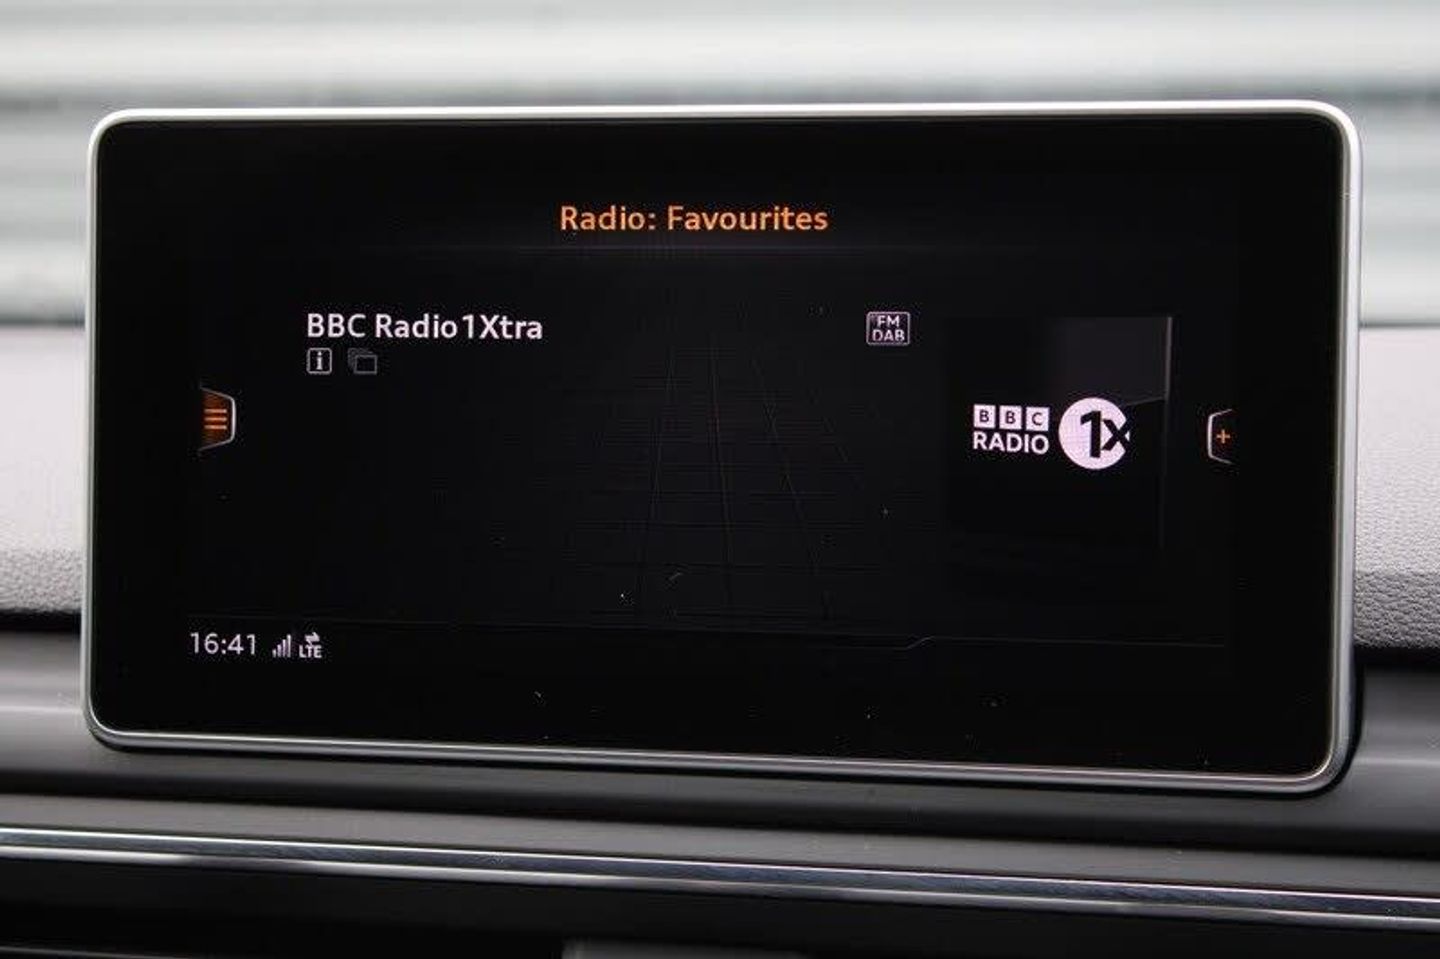 Radio: Favourites
BBC Radio 1Xtra
FM
DAB
i
BBC
RADIO 1X
+
16:41 LTE